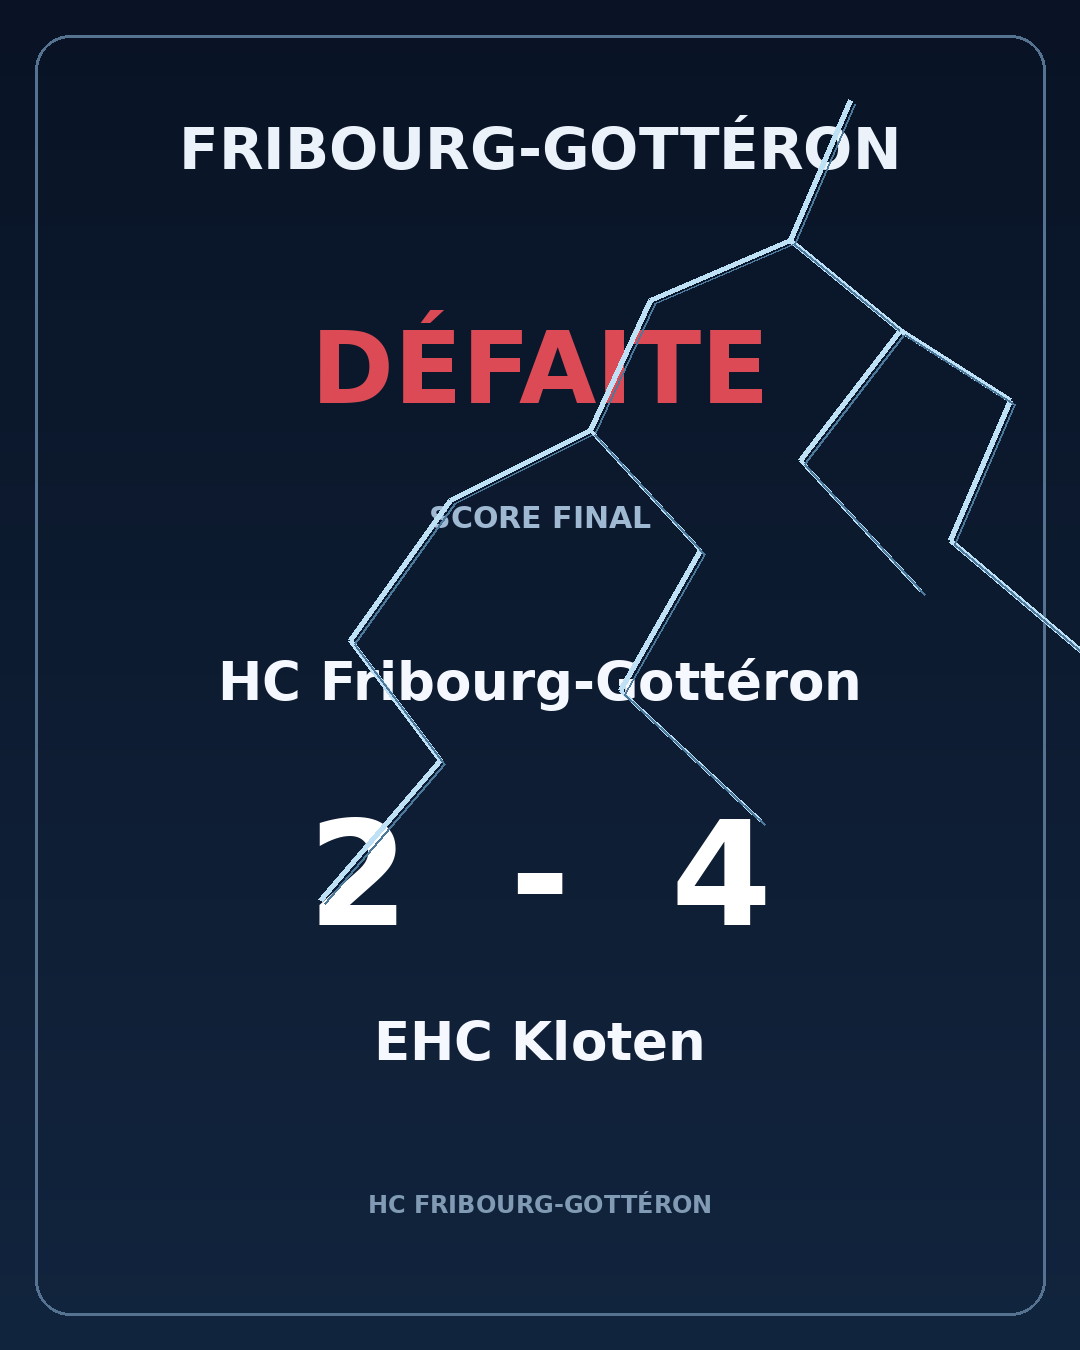 FRIBOURG-GOTTÉRON
DÉFAITE
SCORE FINAL
HC Fribourg-Gottéron
2 - 4
EHC Kloten
HC FRIBOURG-GOTTÉRON